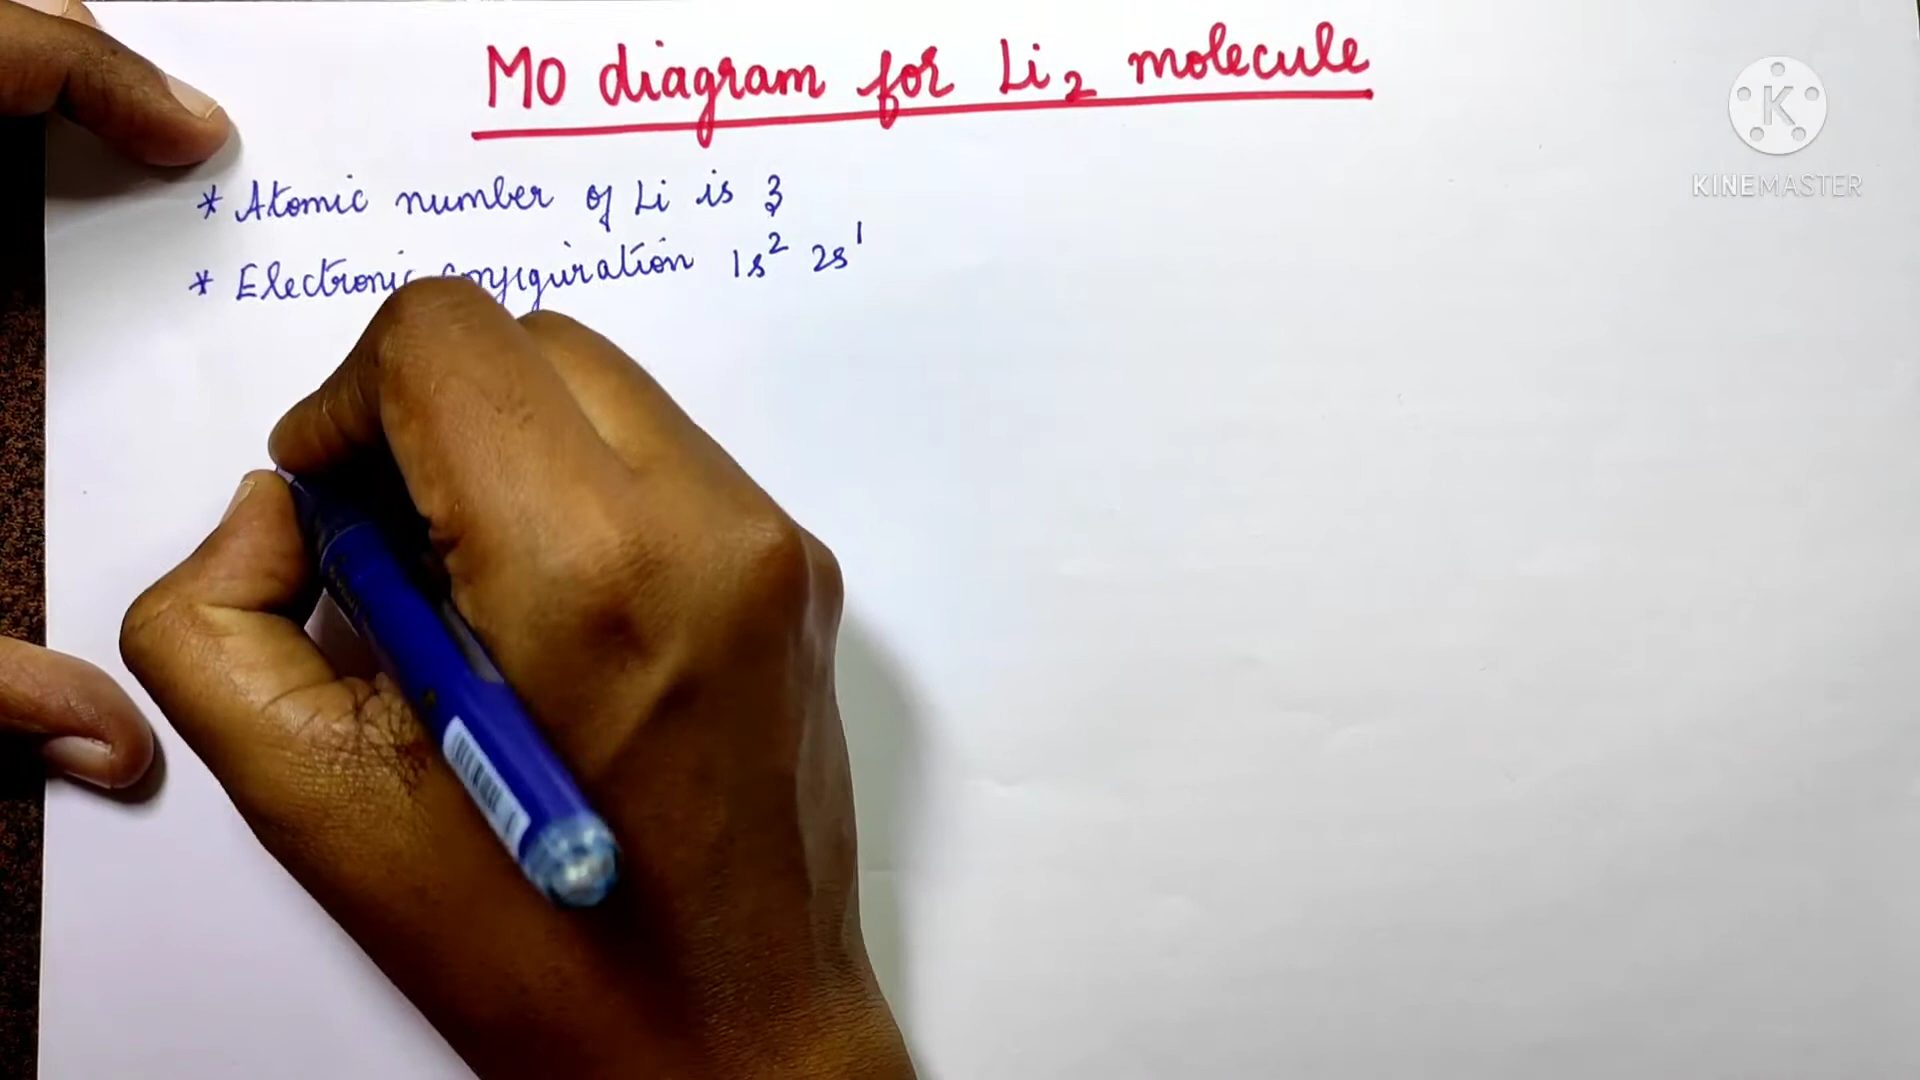 MO diagram for Li₂ molecule
* Atomic number of Li is 3
* Electronic configuration 1s² 2s¹
K
KINEMASTER